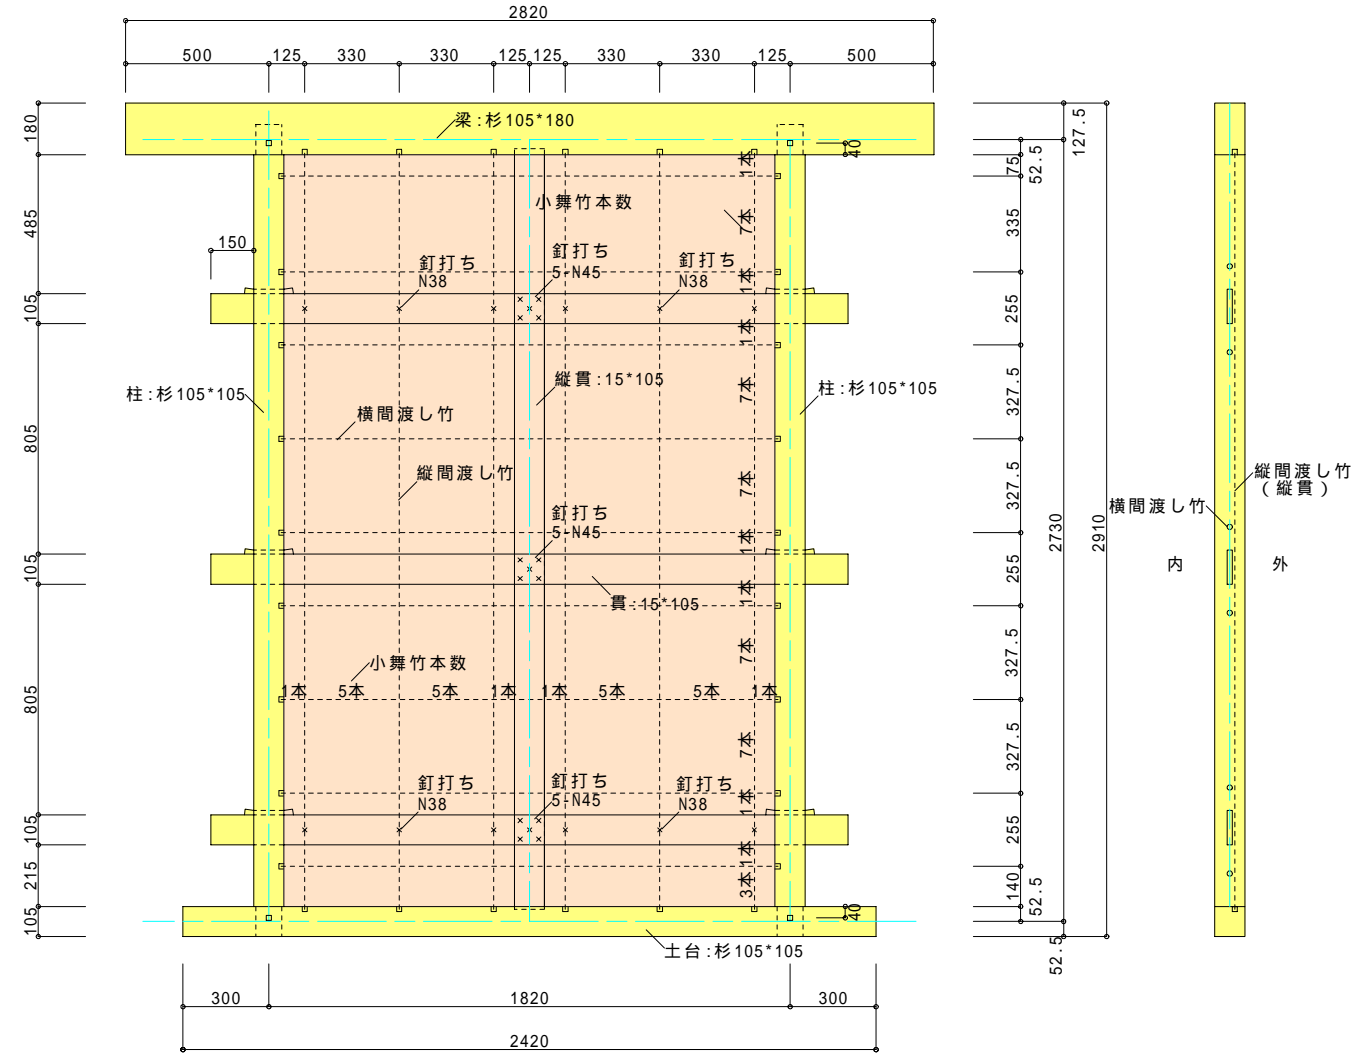 2820
500 125 330 330 125 125 330 330 125 500
梁:杉105*180
180
127.5
40
75
52.5
1本
小舞竹本数
7本
485
335
150
釘打ち
N38
釘打ち
5-N45
釘打ち
N38
1本
105
255
1本
縦貫:15*105
柱:杉105*105
柱:杉105*105
7本
327.5
横間渡し竹
805
縦間渡し竹
7本
327.5
縦間渡し竹
(縦貫)
横間渡し竹
釘打ち
5-N45
1本
2730
2910
105
255
内
外
1本
貫:15*105
7本
327.5
小舞竹本数
1本 5本 5本 1本 1本 5本 5本 1本
805
7本
327.5
釘打ち
N38
釘打ち
5-N45
釘打ち
N38
1本
105
255
1本
215
3本
140
52.5
40
105
土台:杉105*105
52.5
300 1820 300
2420